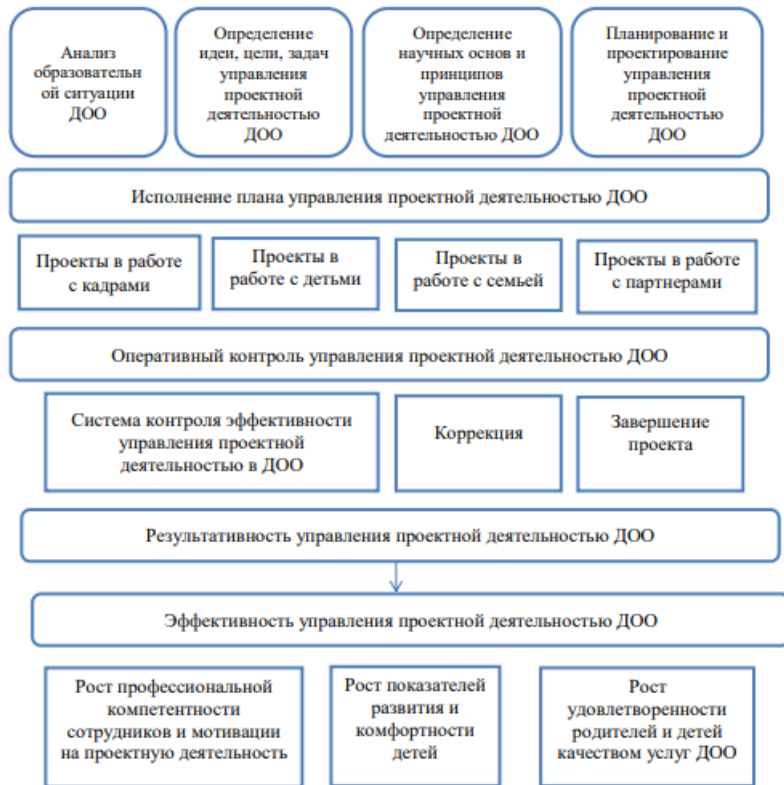 Анализ
образовательн
ой ситуации
ДОО
Определение
идеи, цели, задач
управления
проектной
деятельностью
ДОО
Определение
научных основ и
принципов
управления
проектной
деятельностью ДОО
Планирование и
проектирование
управления
проектной
деятельностью
ДОО
Исполнение плана управления проектной деятельностью ДОО
Проекты в работе
с кадрами
Проекты в
работе с детьми
Проекты в
работе с семьей
Проекты в работе
с партнерами
Оперативный контроль управления проектной деятельностью ДОО
Система контроля эффективности
управления проектной
деятельностью в ДОО
Коррекция
Завершение
проекта
Результативность управления проектной деятельностью ДОО
Эффективность управления проектной деятельностью ДОО
Рост профессиональной
компетентности
сотрудников и мотивации
на проектную деятельность
Рост показателей
развития и
комфортности
детей
Рост
удовлетворенности
родителей и детей
качеством услуг ДОО